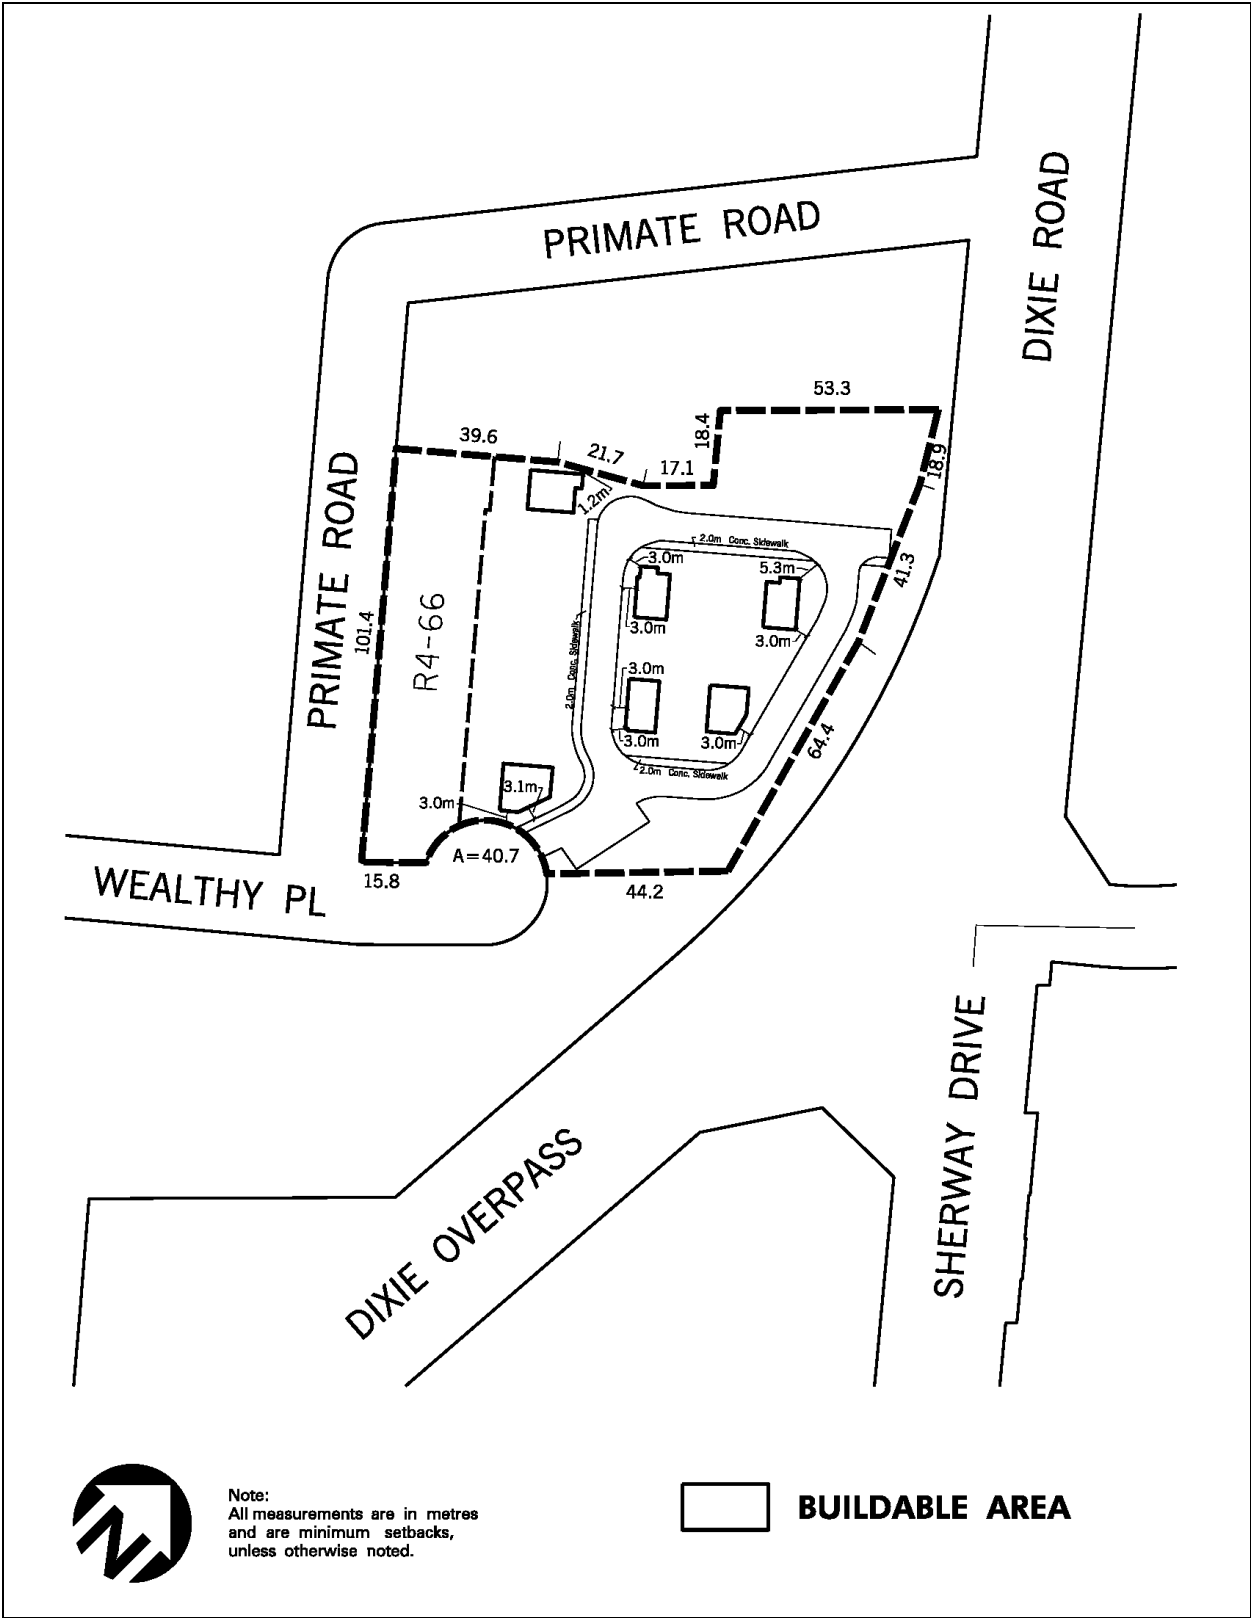 PRIMATE ROAD
DIXIE ROAD
53.3
18.4
39.6
21.7
17.1
18.9
1.2m
2.0m Conc. Sidewalk
3.0m
5.3m
41.3
PRIMATE ROAD
101.4
R4-66
2.0m Conc. Sidewalk
3.0m
3.0m
3.0m
3.0m
3.0m
64.4
2.0m Conc. Sidewalk
3.1m
3.0m
A=40.7
WEALTHY PL
15.8
44.2
SHERWAY DRIVE
DIXIE OVERPASS
N
Note:
All measurements are in metres
and are minimum setbacks,
unless otherwise noted.
BUILDABLE AREA